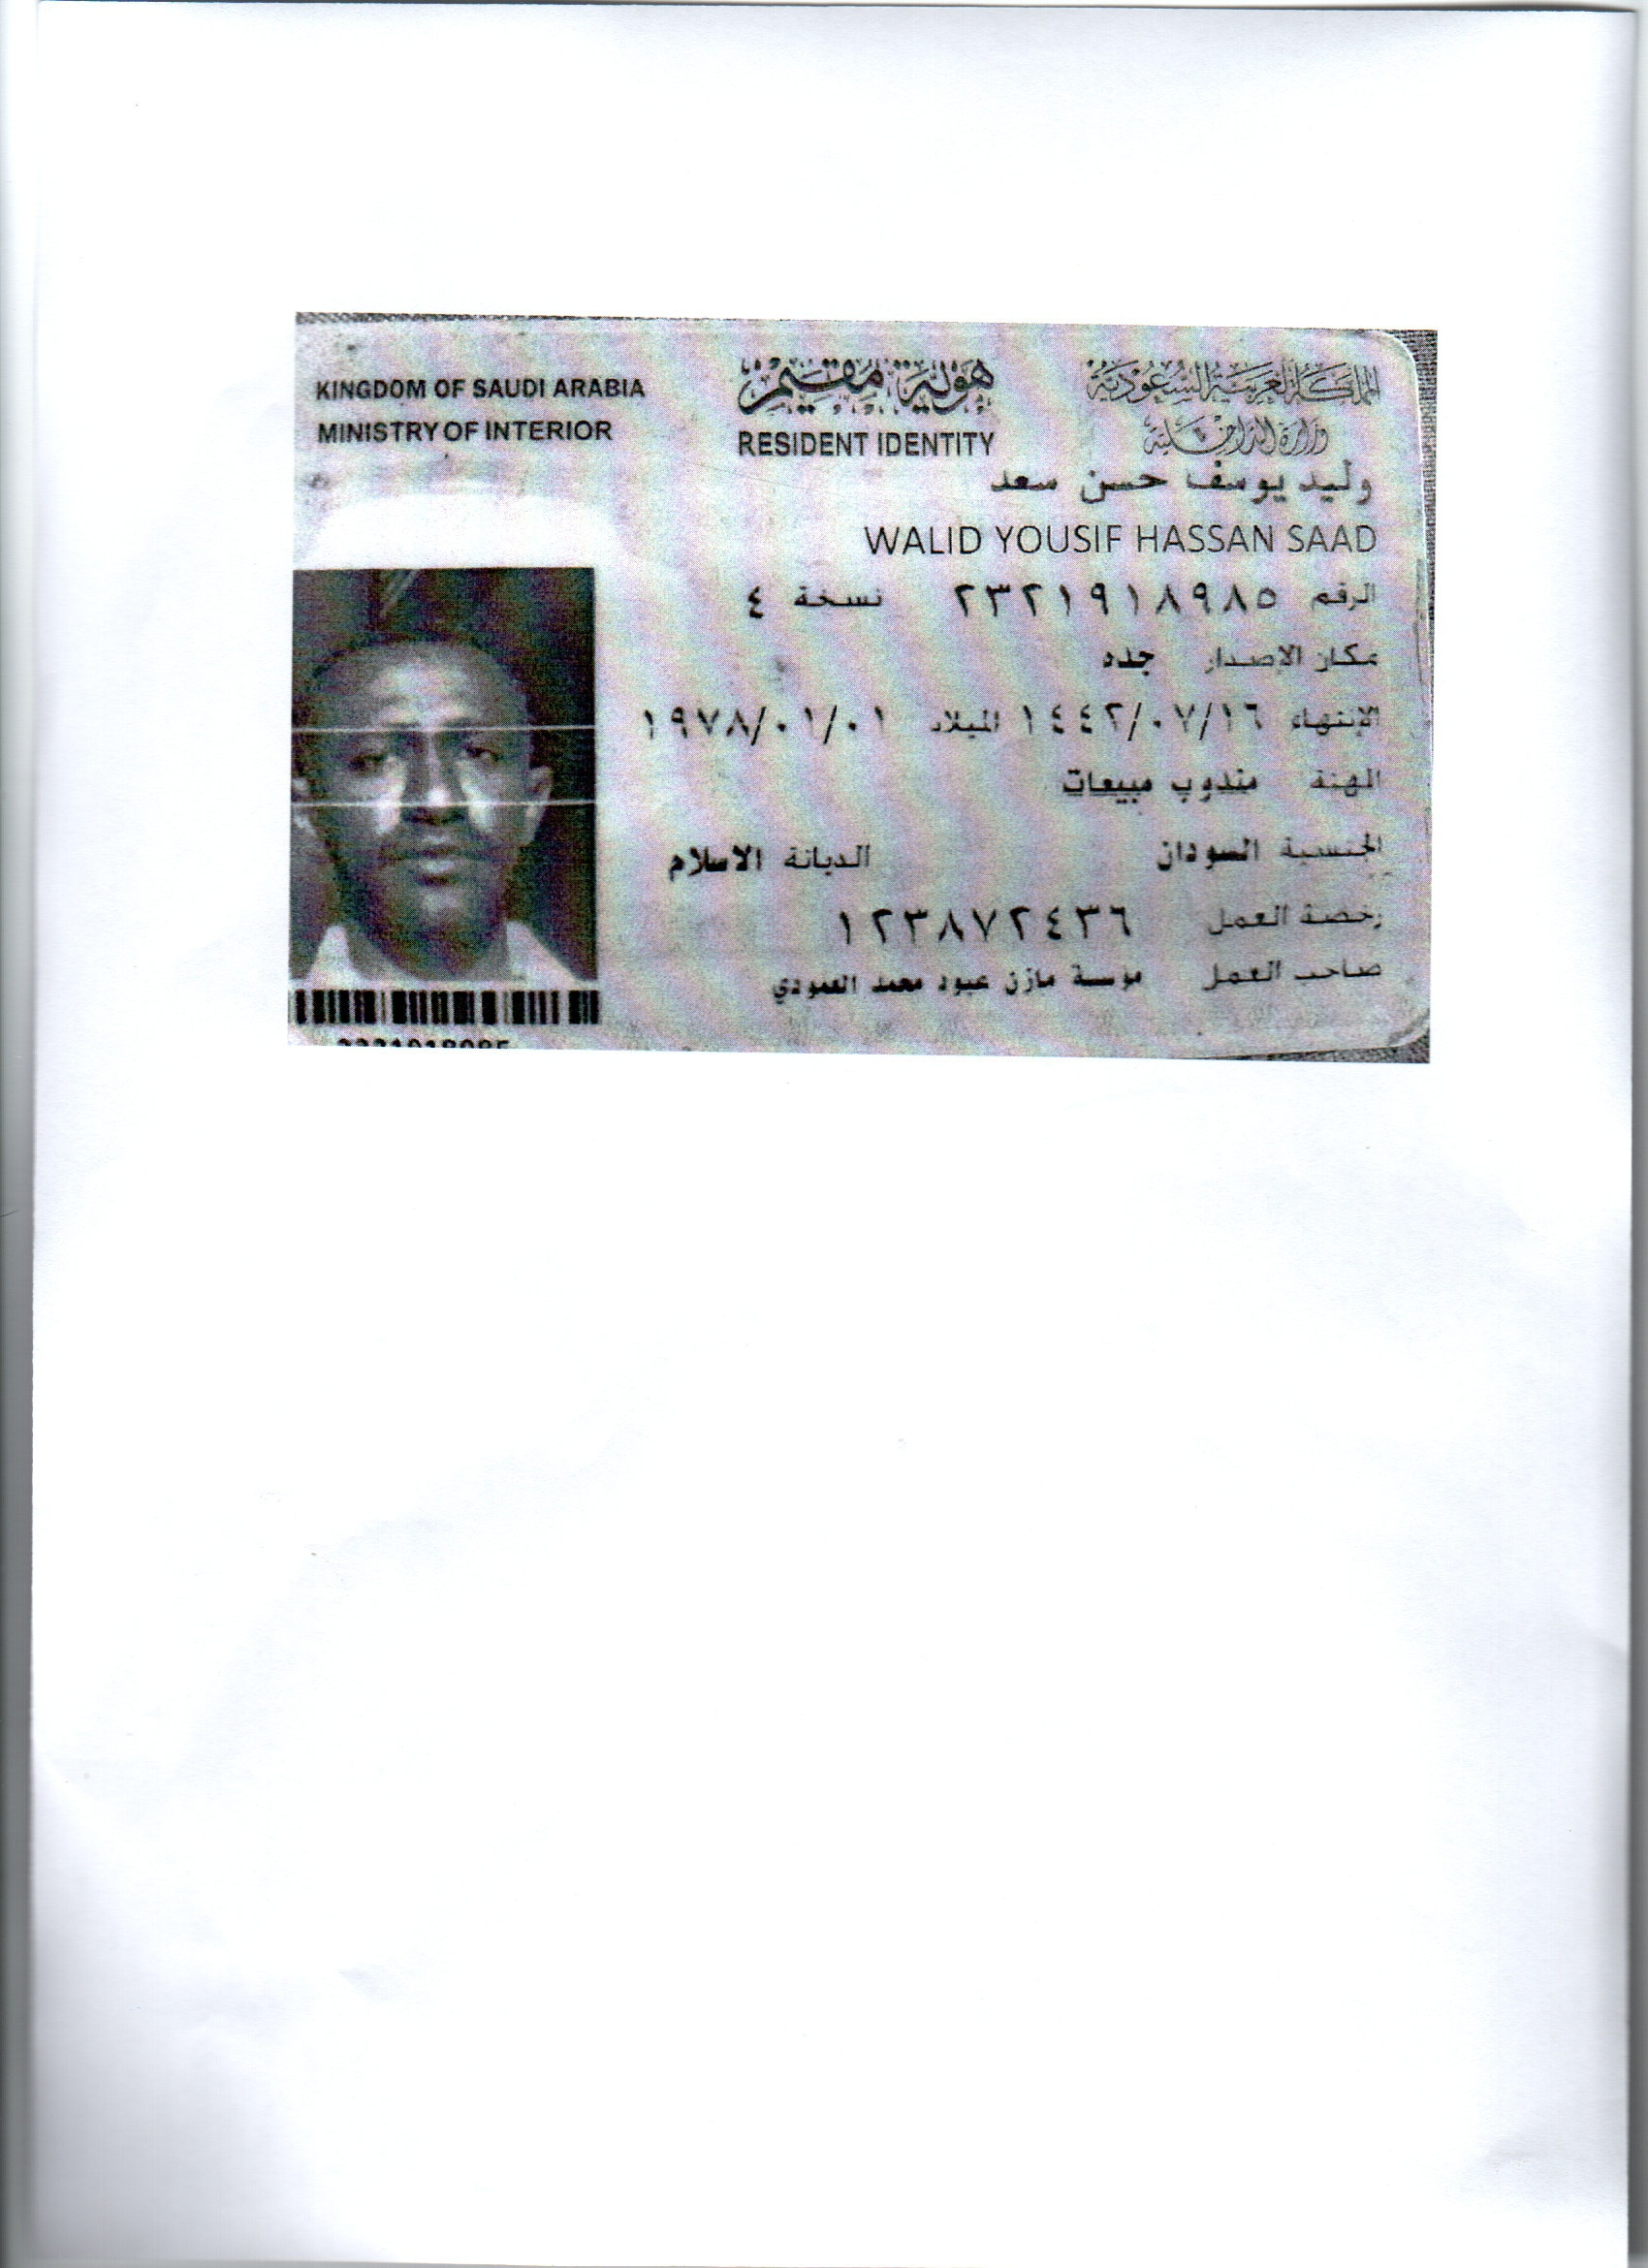 KINGDOM OF SAUDI ARABIA
MINISTRY OF INTERIOR
هوية مقيم
RESIDENT IDENTITY
المملكة العربية السعودية
وزارة الداخلية
وليد يوسف حسن سعد
WALID YOUSIF HASSAN SAAD
الرقم ٢٣٢١٩١٨٩٨٥ نسخة ٤
مكان الإصدار جده
الإنتهاء ١٤٤٢/٠٧/١٦ الميلاد ١٩٧٨/٠١/٠١
المهنة مندوب مبيعات
الجنسية السودان الديانة الاسلام
رخصة العمل ١٢٣٨٧٢٤٣٦
صاحب العمل موسسة مازن عبود محمد العمودي